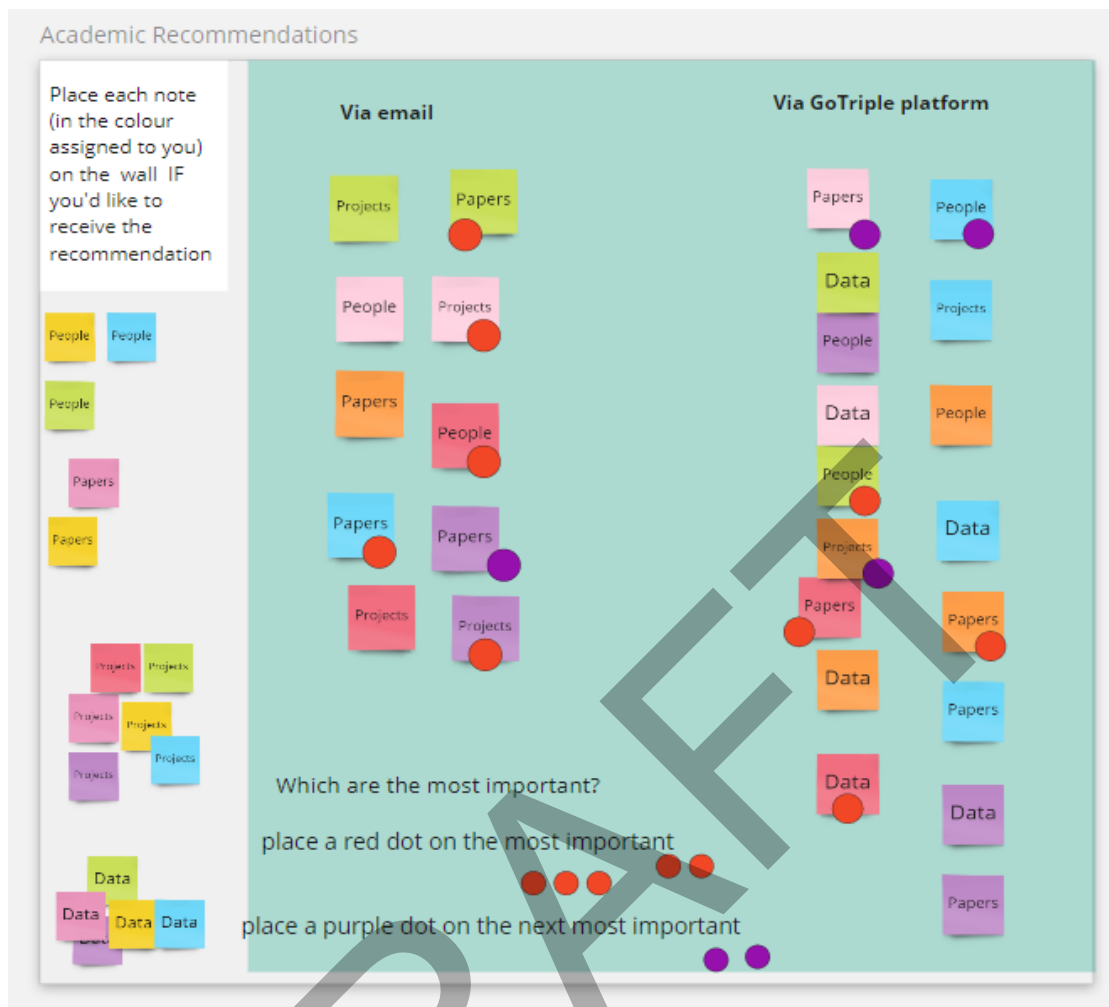 Academic Recommendations
Place each note
(in the colour
assigned to you)
on the wall IF
you'd like to
receive the
recommendation
People
People
People
Papers
Papers
Projects
Projects
Projects
Projects
Projects
Projects
Data
Data
Data
Data
Via email
Projects
Papers
People
Projects
Papers
People
Papers
Papers
Projects
Projects
Which are the most important?
place a red dot on the most important
place a purple dot on the next most important
Via GoTriple platform
Papers
People
Data
Projects
People
Data
People
People
Projects
Data
Papers
Papers
Data
Papers
Data
Data
Papers
DRAFT